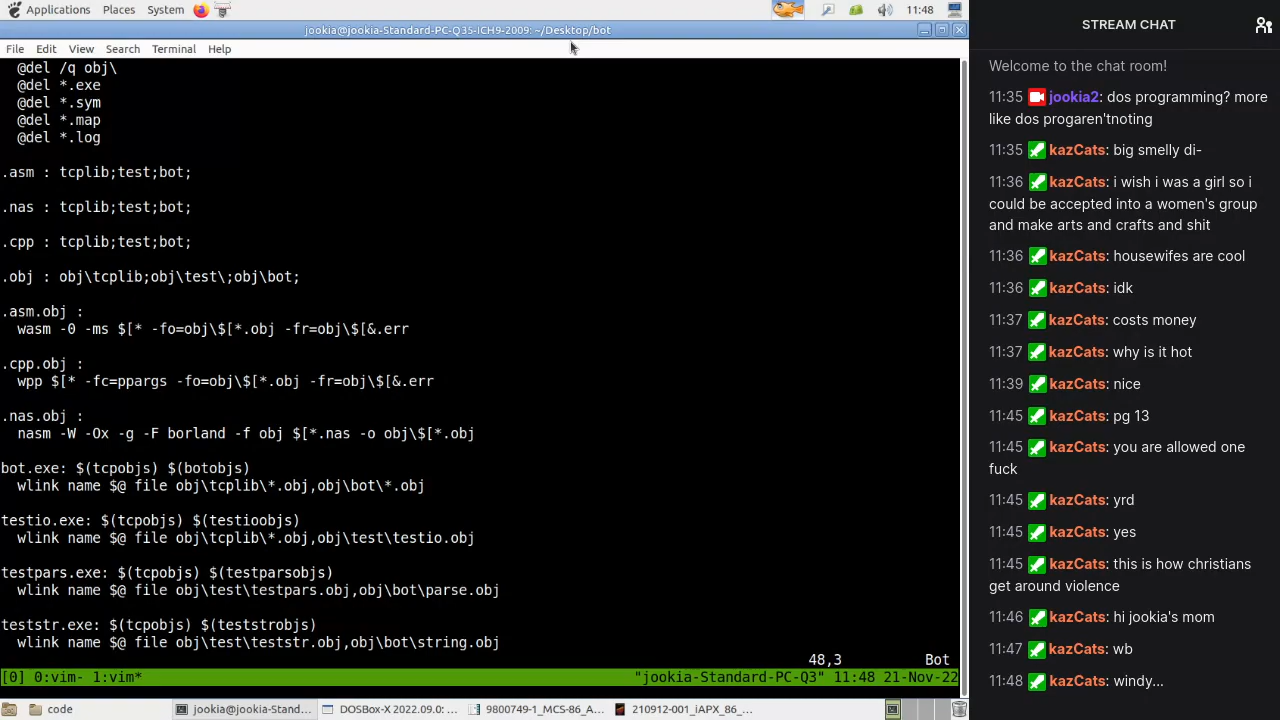 Applications Places System 11:48
jookia@jookia-Standard-PC-Q35-ICH9-2009: ~/Desktop/bot
File Edit View Search Terminal Help
@del /q obj\
@del *.exe
@del *.sym
@del *.map
@del *.log
.asm : tcplib;test;bot;
.nas : tcplib;test;bot;
.cpp : tcplib;test;bot;
.obj : obj\tcplib;obj\test\;obj\bot;
.asm.obj :
wasm -0 -ms $[* -fo=obj\$[*.obj -fr=obj\$[&.err
.cpp.obj :
wpp $[* -fc=ppargs -fo=obj\$[*.obj -fr=obj\$[&.err
.nas.obj :
nasm -W -Ox -g -F borland -f obj $[*.nas -o obj\$[*.obj
bot.exe: $(tcpobjs) $(botobjs)
wlink name $@ file obj\tcplib\*.obj,obj\bot\*.obj
testio.exe: $(tcpobjs) $(testioobjs)
wlink name $@ file obj\tcplib\*.obj,obj\test\testio.obj
testpars.exe: $(tcpobjs) $(testparsobjs)
wlink name $@ file obj\test\testpars.obj,obj\bot\parse.obj
teststr.exe: $(tcpobjs) $(teststrobjs)
wlink name $@ file obj\test\teststr.obj,obj\bot\string.obj
48,3 Bot
[0] 0:vim- 1:vim* "jookia-Standard-PC-Q3" 11:48 21-Nov-22
code jookia@jookia-Stand... DOSBox-X 2022.09.0: ... 9800749-1_MCS-86_A... 210912-001_iAPX_86_...
STREAM CHAT
Welcome to the chat room!
11:35 jookia2: dos programming? more
like dos progaren'tnoting
11:35 kazCats: big smelly di-
11:36 kazCats: i wish i was a girl so i
could be accepted into a women's group
and make arts and crafts and shit
11:36 kazCats: housewifes are cool
11:36 kazCats: idk
11:37 kazCats: costs money
11:37 kazCats: why is it hot
11:39 kazCats: nice
11:45 kazCats: pg 13
11:45 kazCats: you are allowed one
fuck
11:45 kazCats: yrd
11:45 kazCats: yes
11:45 kazCats: this is how christians
get around violence
11:46 kazCats: hi jookia's mom
11:47 kazCats: wb
11:48 kazCats: windy...